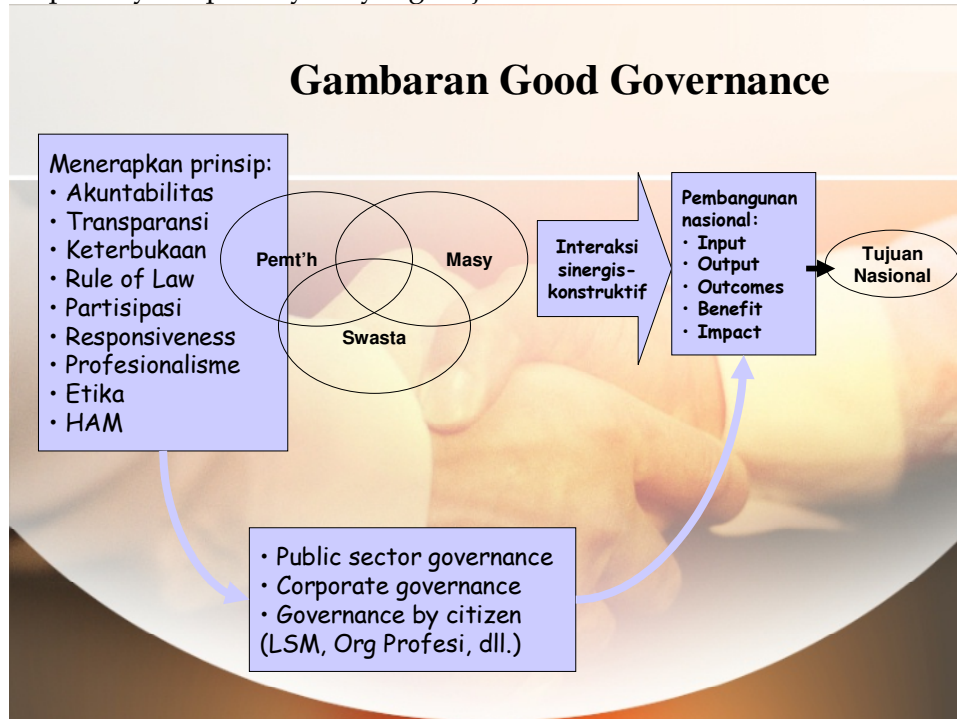 Gambaran Good Governance
Menerapkan prinsip:
• Akuntabilitas
• Transparansi
• Keterbukaan
• Rule of Law
• Partisipasi
• Responsiveness
• Profesionalisme
• Etika
• HAM
Pemt'h
Masy
Swasta
Interaksi
sinergis-
konstruktif
Pembangunan
nasional:
• Input
• Output
• Outcomes
• Benefit
• Impact
Tujuan
Nasional
• Public sector governance
• Corporate governance
• Governance by citizen
(LSM, Org Profesi, dll.)